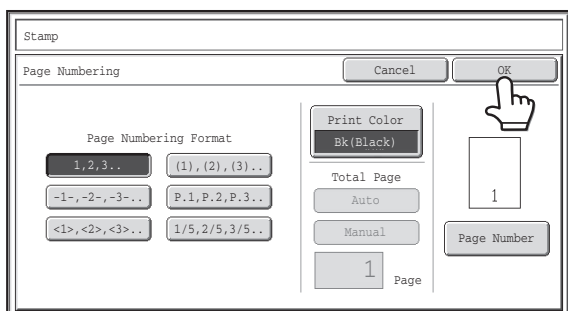 Stamp
Page Numbering
Cancel
OK
Page Numbering Format
1,2,3..
(1),(2),(3)..
-1-,-2-,-3-..
P.1,P.2,P.3..
<1>,<2>,<3>..
1/5,2/5,3/5..
Print Color
Bk(Black)
Total Page
Auto
Manual
1
Page
1
Page Number